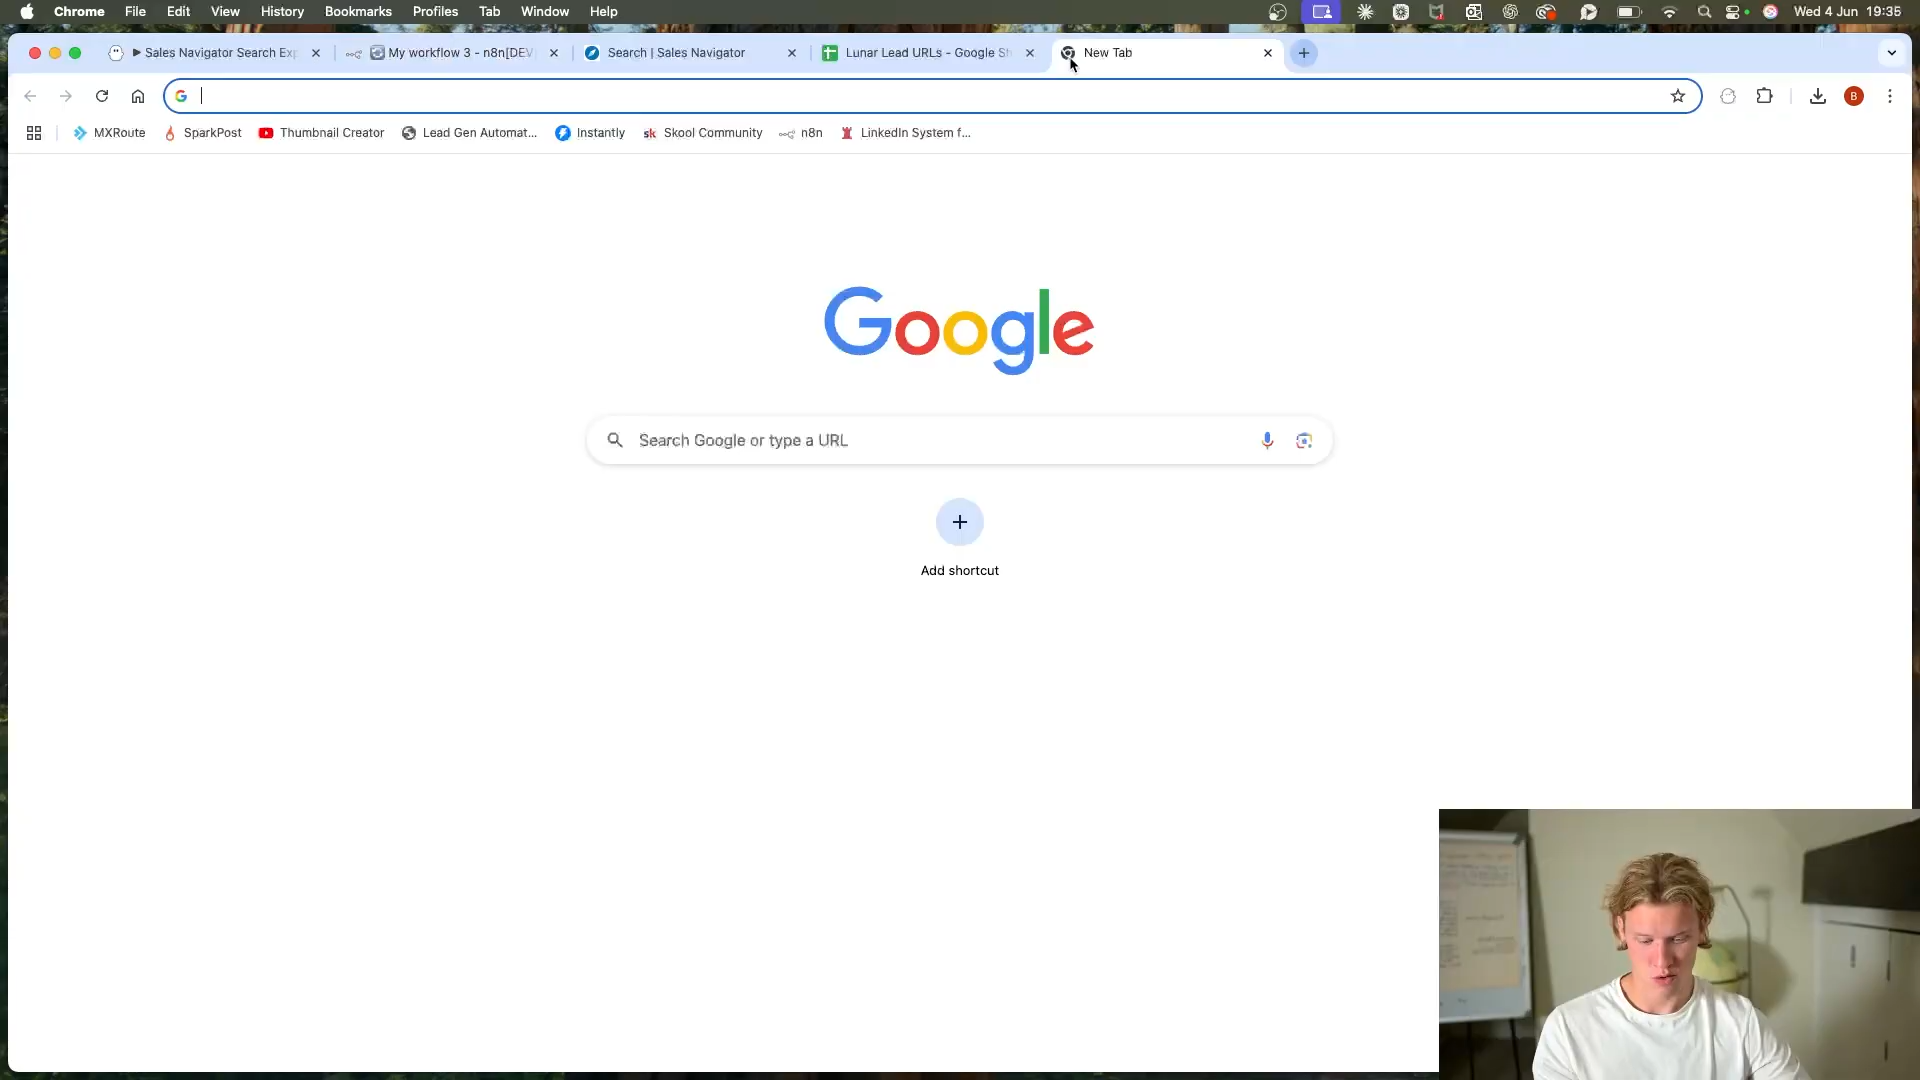 Chrome File Edit View History Bookmarks Profiles Tab Window Help Wed 4 Jun 19:35
Sales Navigator Search Exp My workflow 3 - n8n[DEV Search | Sales Navigator Lunar Lead URLs - Google Sh New Tab
B
MXRoute SparkPost Thumbnail Creator Lead Gen Automat... Instantly sk Skool Community n8n LinkedIn System f...
Google
Search Google or type a URL
Add shortcut